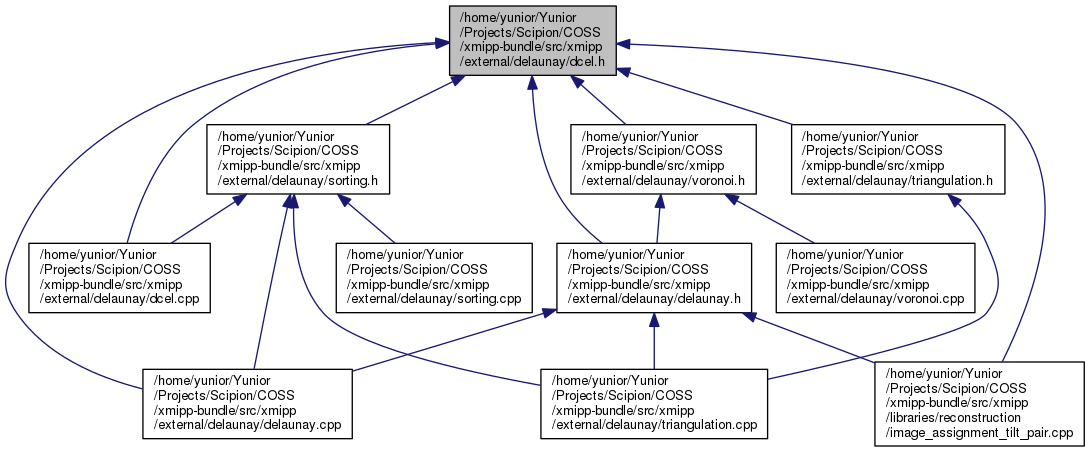 /home/yunior/Yunior
/Projects/Scipion/COSS
/xmipp-bundle/src/xmipp
/external/delaunay/dcel.h
/home/yunior/Yunior
/Projects/Scipion/COSS
/xmipp-bundle/src/xmipp
/external/delaunay/sorting.h
/home/yunior/Yunior
/Projects/Scipion/COSS
/xmipp-bundle/src/xmipp
/external/delaunay/voronoi.h
/home/yunior/Yunior
/Projects/Scipion/COSS
/xmipp-bundle/src/xmipp
/external/delaunay/triangulation.h
/home/yunior/Yunior
/Projects/Scipion/COSS
/xmipp-bundle/src/xmipp
/external/delaunay/dcel.cpp
/home/yunior/Yunior
/Projects/Scipion/COSS
/xmipp-bundle/src/xmipp
/external/delaunay/sorting.cpp
/home/yunior/Yunior
/Projects/Scipion/COSS
/xmipp-bundle/src/xmipp
/external/delaunay/delaunay.h
/home/yunior/Yunior
/Projects/Scipion/COSS
/xmipp-bundle/src/xmipp
/external/delaunay/voronoi.cpp
/home/yunior/Yunior
/Projects/Scipion/COSS
/xmipp-bundle/src/xmipp
/external/delaunay/delaunay.cpp
/home/yunior/Yunior
/Projects/Scipion/COSS
/xmipp-bundle/src/xmipp
/external/delaunay/triangulation.cpp
/home/yunior/Yunior
/Projects/Scipion/COSS
/xmipp-bundle/src/xmipp
/libraries/reconstruction
/image_assignment_tilt_pair.cpp